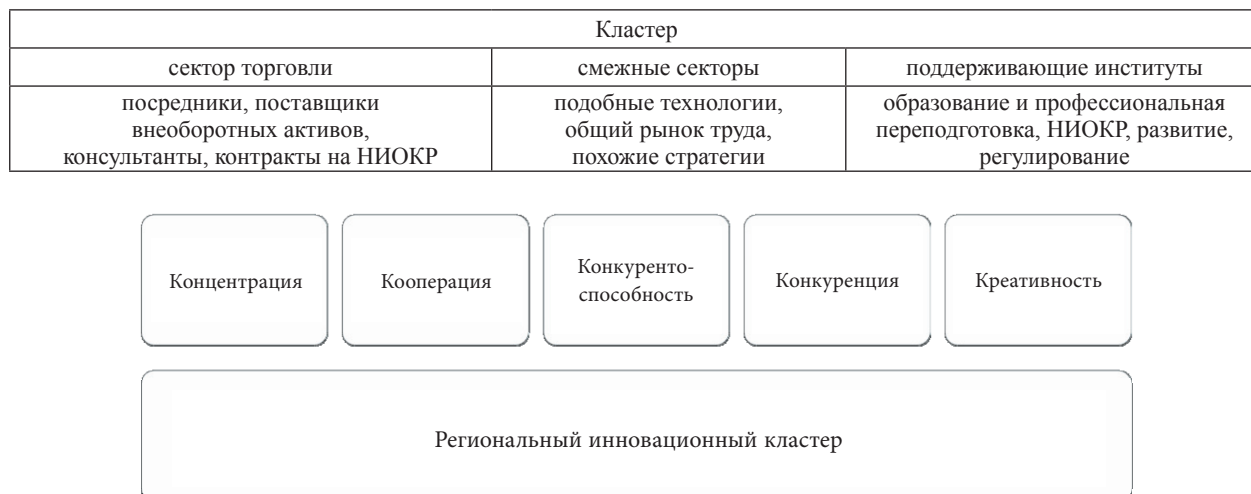 Кластер
сектор торговли
смежные секторы
поддерживающие институты
посредники, поставщики
внеоборотных активов,
консультанты, контракты на НИОКР
подобные технологии,
общий рынок труда,
похожие стратегии
образование и профессиональная
переподготовка, НИОКР, развитие,
регулирование
Концентрация
Кооперация
Конкуренто-
способность
Конкуренция
Креативность
Региональный инновационный кластер